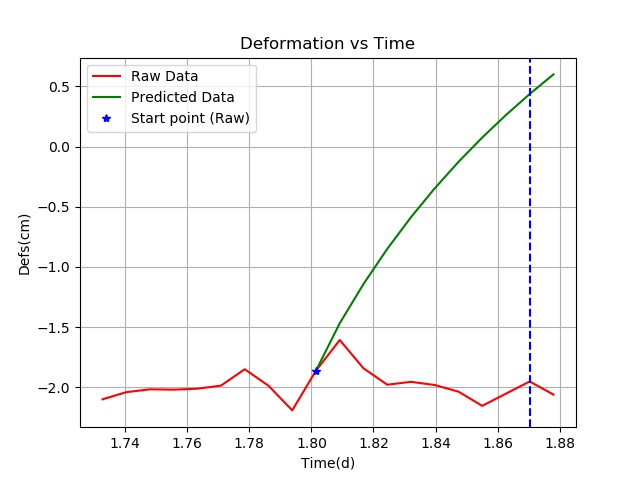 Deformation vs Time
Raw Data
Predicted Data
Start point (Raw)
0.5
0.0
−0.5
−1.0
−1.5
−2.0
Defs(cm)
1.74 1.76 1.78 1.80 1.82 1.84 1.86 1.88
Time(d)